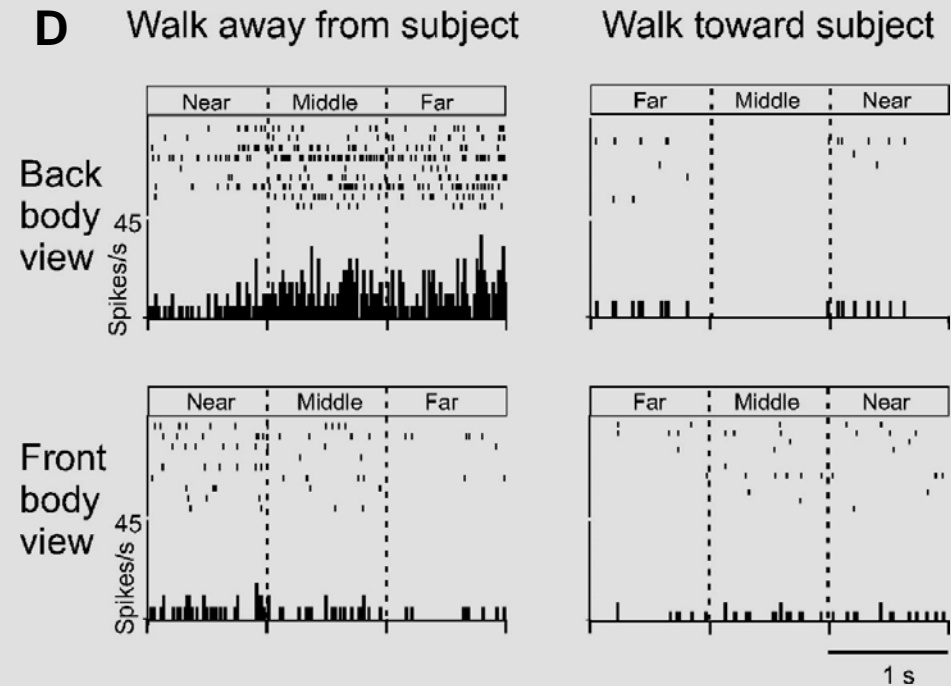 D Walk away from subject Walk toward subject
Near Middle Far
Far Middle Near
Back
body
view
45
Spikes/s
Near Middle Far
Far Middle Near
Front
body
view
45
Spikes/s
1 s